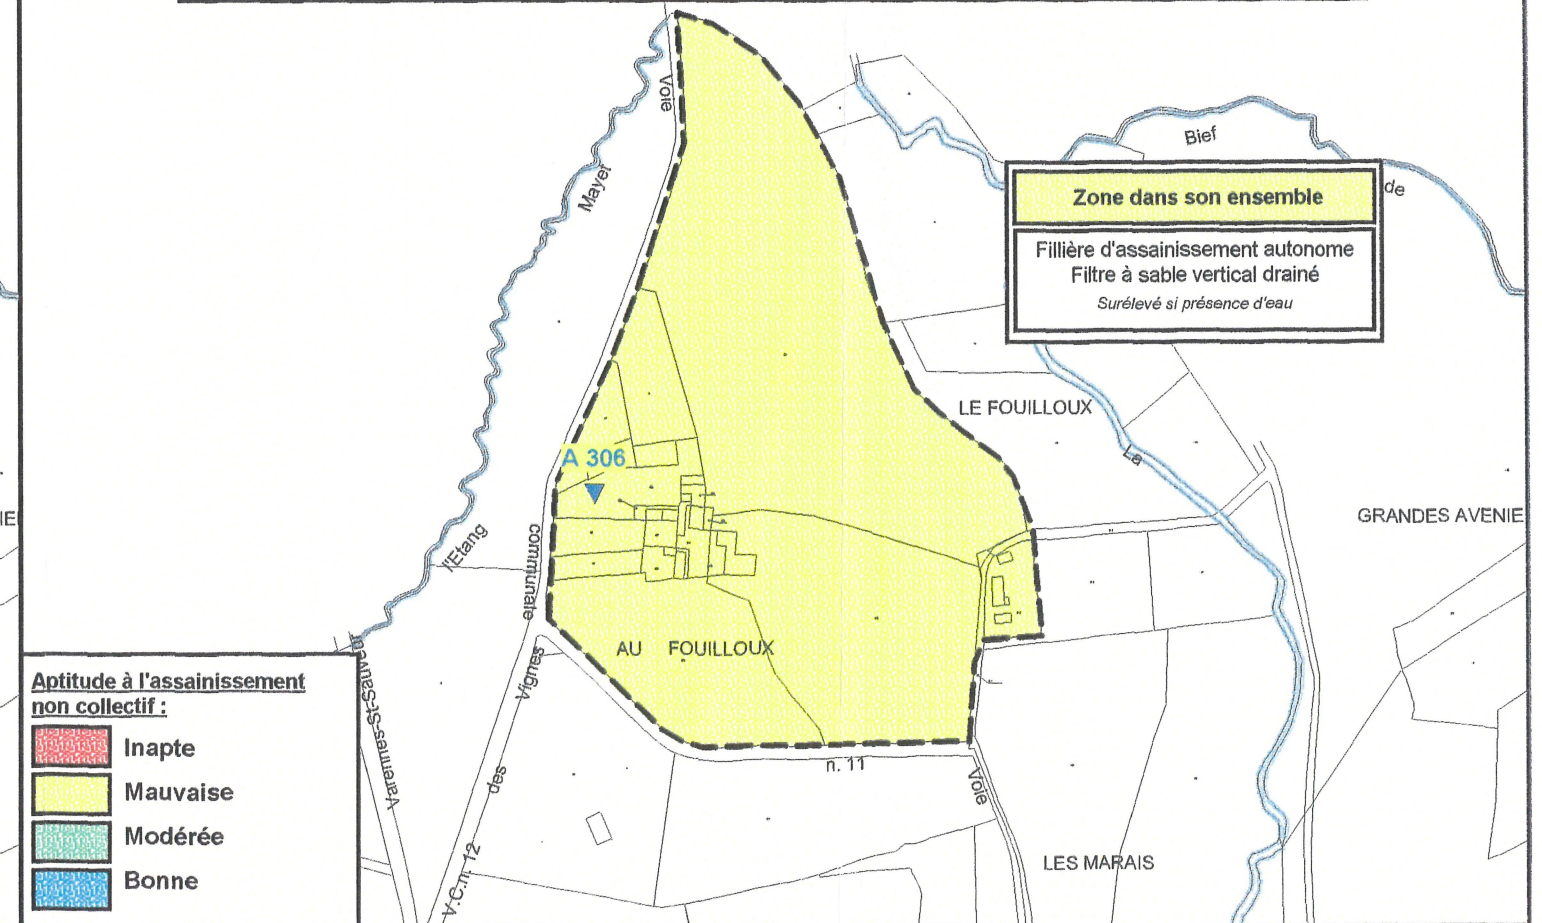 Voie
Mayet
Bief
de
Zone dans son ensemble
Fillière d'assainissement autonome
Filtre à sable vertical drainé
Surélevé si présence d'eau
LE FOUILLOUX
La
A 306
GRANDES AVENIE
l'Etang
communale
AU FOUILLOUX
Vignes
des
V.C.n. 12
n. 11
Voie
LES MARAIS
Aptitude à l'assainissement
non collectif :
Inapte
Mauvaise
Modérée
Bonne